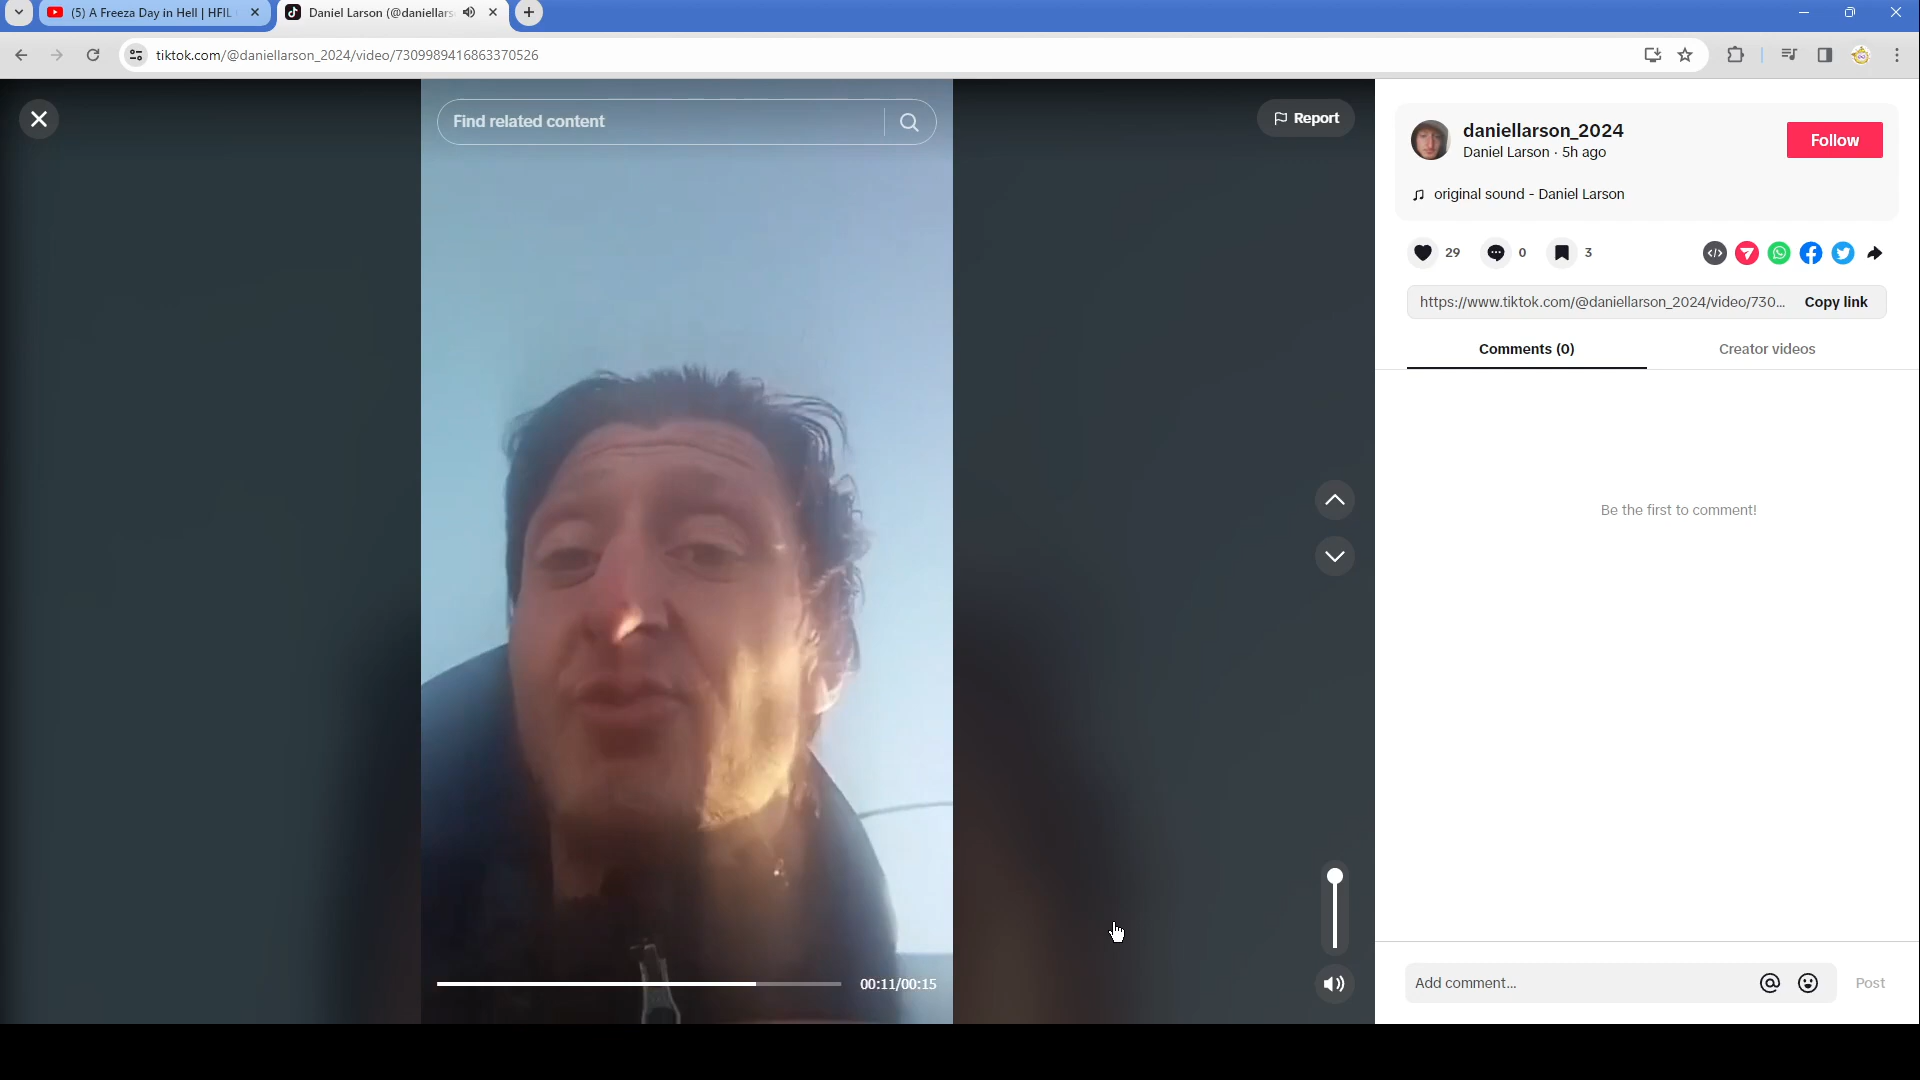 (5) A Freeza Day in Hell | HFIL
Daniel Larson (@daniellars
tiktok.com/@daniellarson_2024/video/7309989416863370526
Find related content
Report
daniellarson_2024
Daniel Larson · 5h ago
Follow
original sound - Daniel Larson
29
0
3
https://www.tiktok.com/@daniellarson_2024/video/730...
Copy link
Comments (0)
Creator videos
Be the first to comment!
00:11/00:15
Add comment...
Post